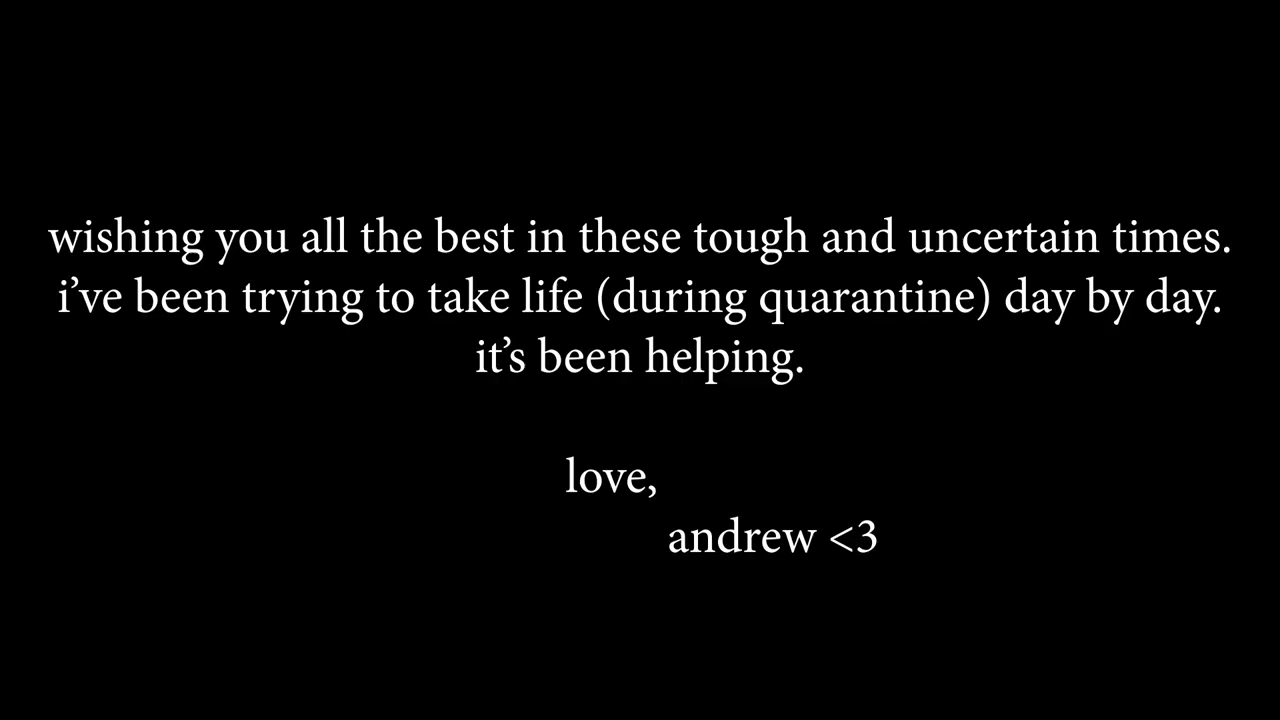 wishing you all the best in these tough and uncertain times.
i’ve been trying to take life (during quarantine) day by day.
it’s been helping.
love,
andrew <3